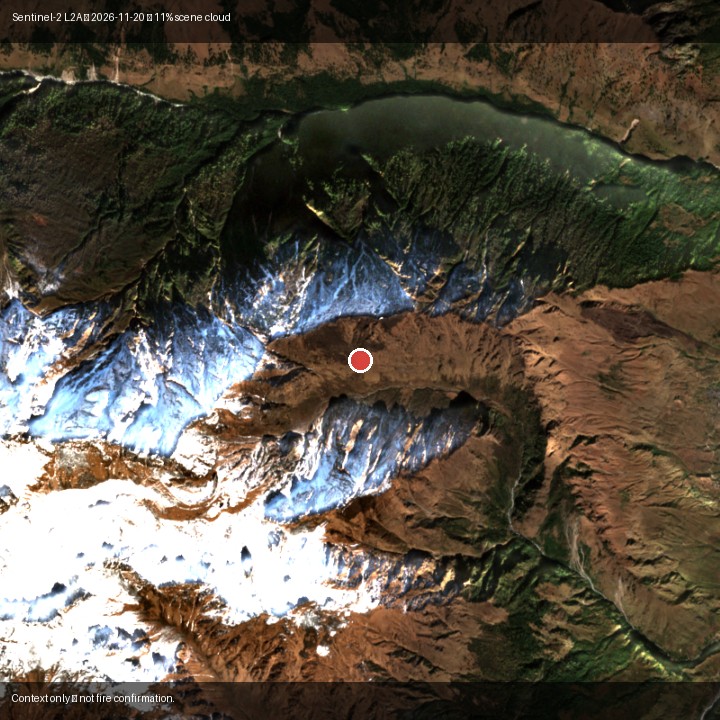 Sentinel-2 L2A▯2026-11-20▯11% scene cloud
Context only▯not fire confirmation.